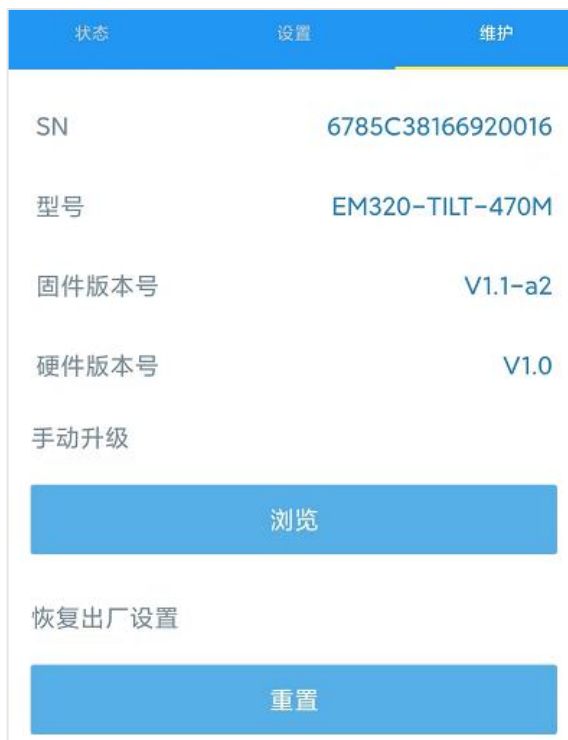 状态 设置 维护
SN 6785C38166920016
型号 EM320-TILT-470M
固件版本号 V1.1-a2
硬件版本号 V1.0
手动升级
浏览
恢复出厂设置
重置